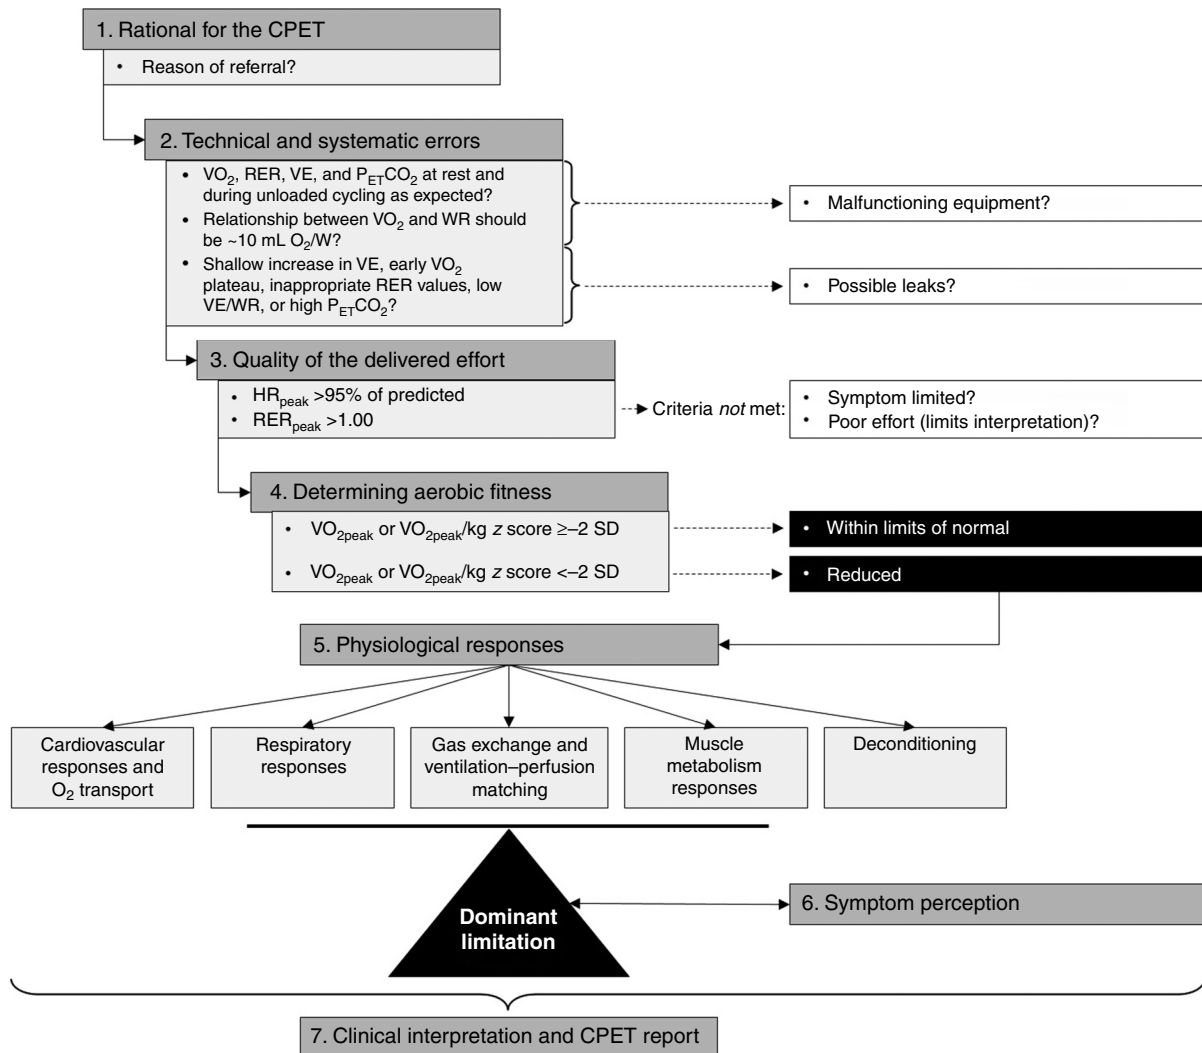 1. Rational for the CPET
• Reason of referral?
2. Technical and systematic errors
• VO₂, RER, VE, and P_ETCO₂ at rest and
during unloaded cycling as expected?
• Relationship between VO₂ and WR should
be ~10 mL O₂/W?
• Shallow increase in VE, early VO₂
plateau, inappropriate RER values, low
VE/WR, or high P_ETCO₂?
• Malfunctioning equipment?
• Possible leaks?
3. Quality of the delivered effort
• HR_peak >95% of predicted
• RER_peak >1.00
Criteria not met:
• Symptom limited?
• Poor effort (limits interpretation)?
4. Determining aerobic fitness
• VO₂peak or VO₂peak/kg z score ≥–2 SD
• Within limits of normal
• VO₂peak or VO₂peak/kg z score <–2 SD
• Reduced
5. Physiological responses
Cardiovascular
responses and
O₂ transport
Respiratory
responses
Gas exchange and
ventilation–perfusion
matching
Muscle
metabolism
responses
Deconditioning
Dominant
limitation
6. Symptom perception
7. Clinical interpretation and CPET report